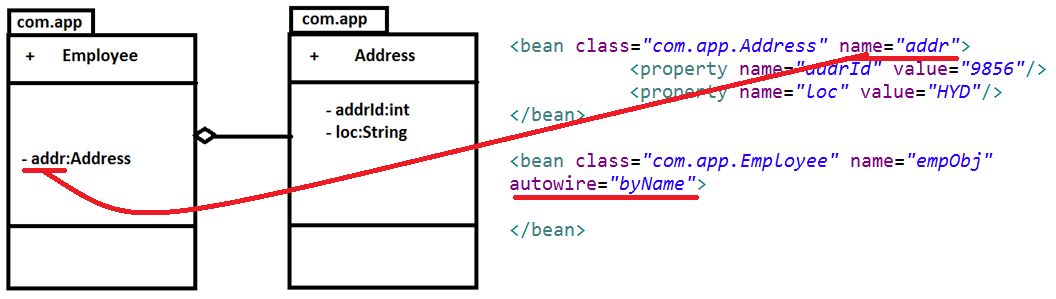 com.app
+ Employee
- addr:Address
com.app
+ Address
- addrId:int
- loc:String
<bean class="com.app.Address" name="addr">
<property name="addrId" value="9856"/>
<property name="loc" value="HYD"/>
</bean>
<bean class="com.app.Employee" name="empObj"
autowire="byName">
</bean>